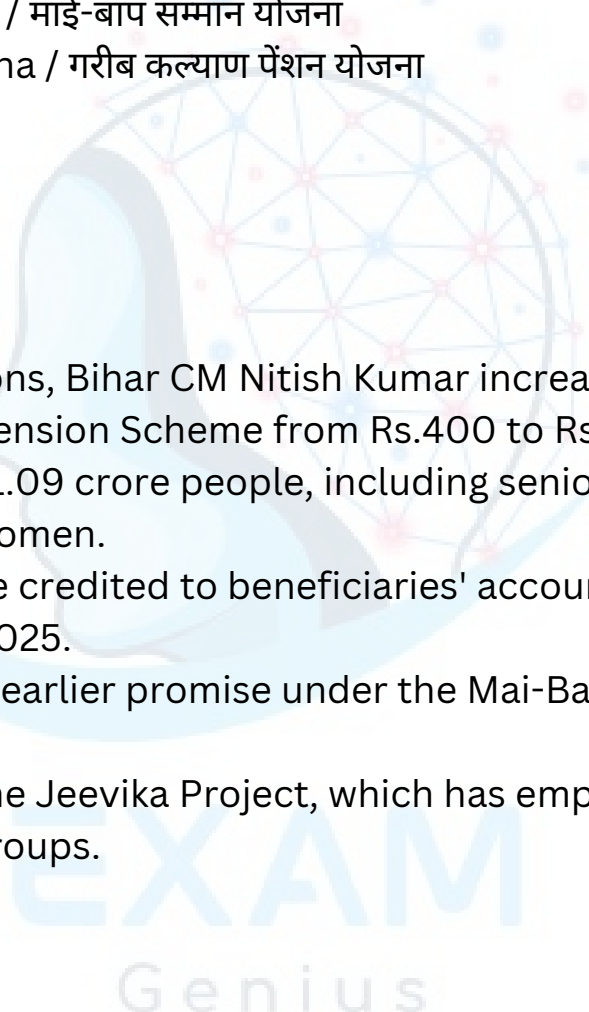 / माई-बाप सम्मान योजना
na / गरीब कल्याण पेंशन योजना
ons, Bihar CM Nitish Kumar increa
ension Scheme from Rs.400 to Rs
1.09 crore people, including senio
omen.
e credited to beneficiaries' accoun
025.
earlier promise under the Mai-Ba
he Jeevika Project, which has emp
roups.
EXAM
Genius